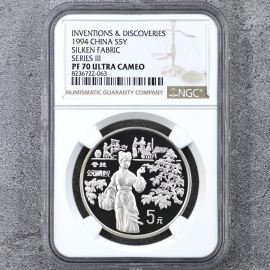 INVENTIONS & DISCOVERIES
1994 CHINA S5Y
SILKEN FABRIC
SERIES III
PF 70 ULTRA CAMEO
8236722-063
NUMISMATIC GUARANTY COMPANY
NGC
5元